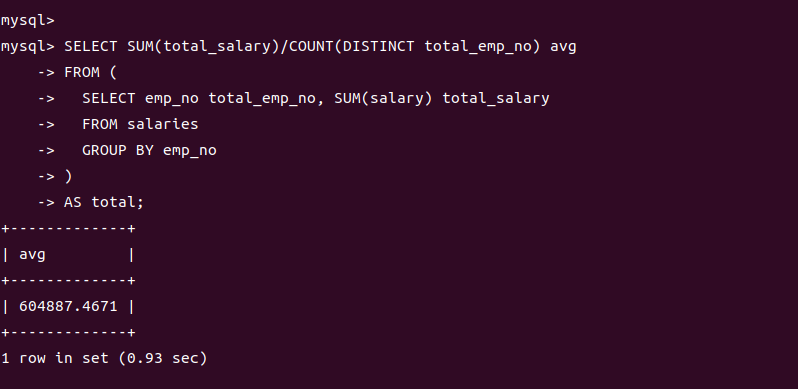 mysql>
mysql> SELECT SUM(total_salary)/COUNT(DISTINCT total_emp_no) avg
    -> FROM (
    ->   SELECT emp_no total_emp_no, SUM(salary) total_salary
    ->   FROM salaries
    ->   GROUP BY emp_no
    -> )
    -> AS total;
+-------------+
| avg         |
+-------------+
| 604887.4671 |
+-------------+
1 row in set (0.93 sec)